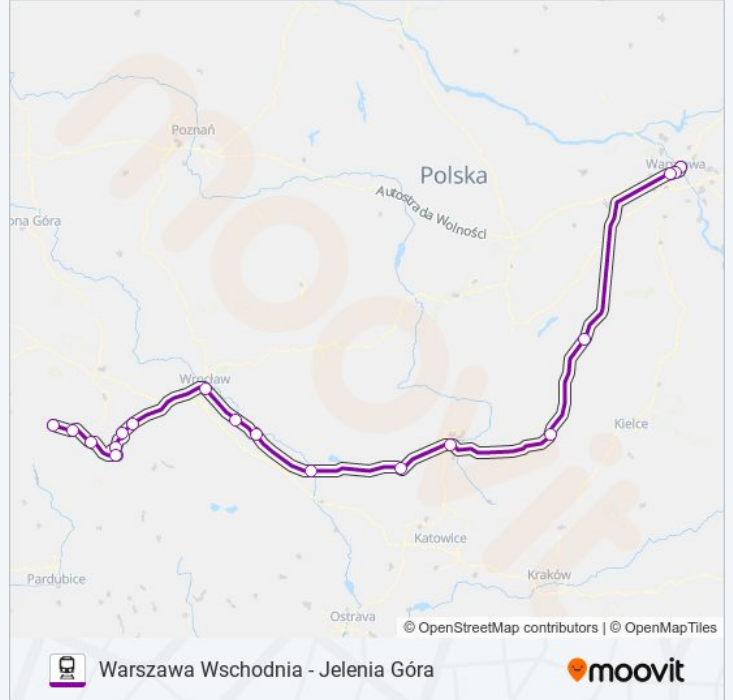 Poznań
Polska
Warszawa
Autostrada Wolności
ona Góra
Wrocław
Kielce
Katowice
Kraków
Pardubice
Ostrava
© OpenStreetMap contributors | © OpenMapTiles
Warszawa Wschodnia - Jelenia Góra
moovit
moovit